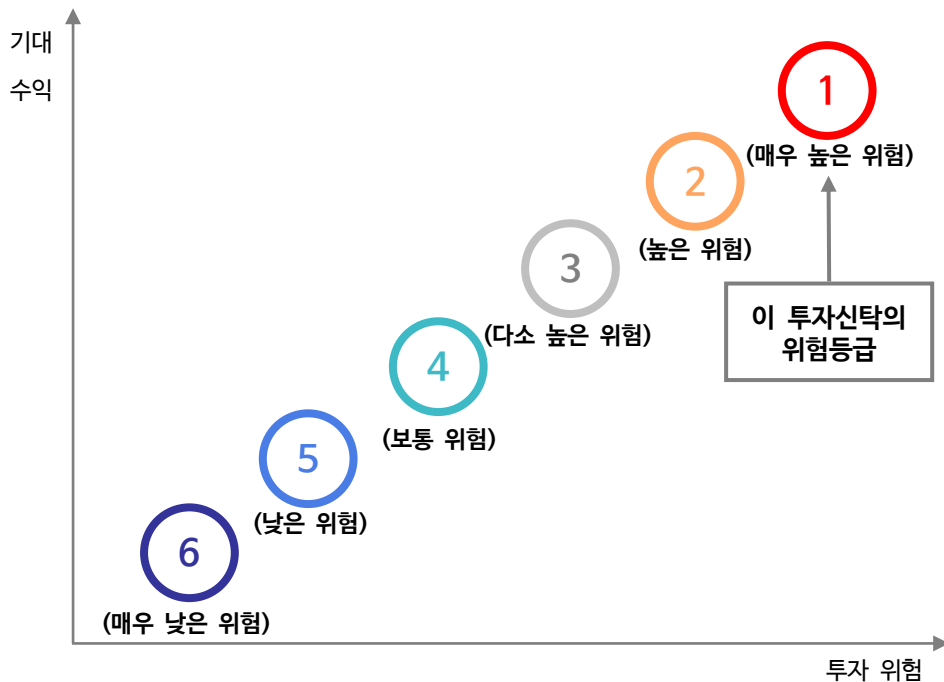 기대
수익
1
(매우 높은 위험)
2
(높은 위험)
3
(다소 높은 위험)
이 투자신탁의
위험등급
4
(보통 위험)
5
(낮은 위험)
6
(매우 낮은 위험)
투자 위험